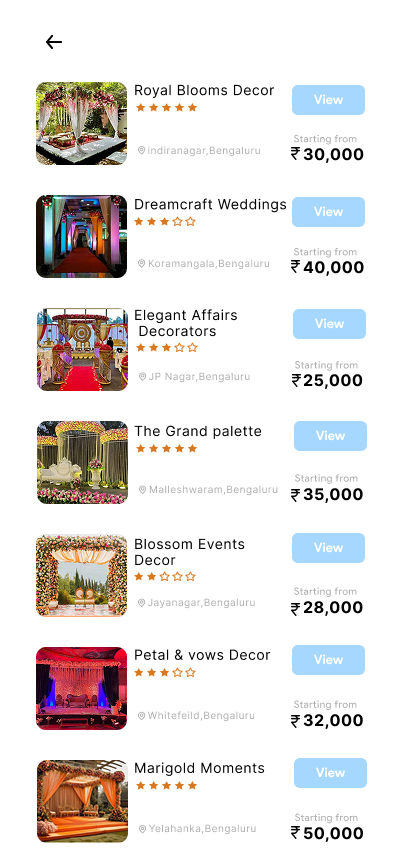 Royal Blooms Decor
View
Starting from
indiranagar,Bengaluru
₹30,000
Dreamcraft Weddings
View
Starting from
Koramangala,Bengaluru
₹40,000
Elegant Affairs
Decorators
View
Starting from
JP Nagar,Bengaluru
₹25,000
The Grand palette
View
Starting from
Malleshwaram,Bengaluru
₹35,000
Blossom Events
Decor
View
Starting from
Jayanagar,Bengaluru
₹28,000
Petal & vows Decor
View
Starting from
Whitefeild,Bengaluru
₹32,000
Marigold Moments
View
Starting from
Yelahanka,Bengaluru
₹50,000